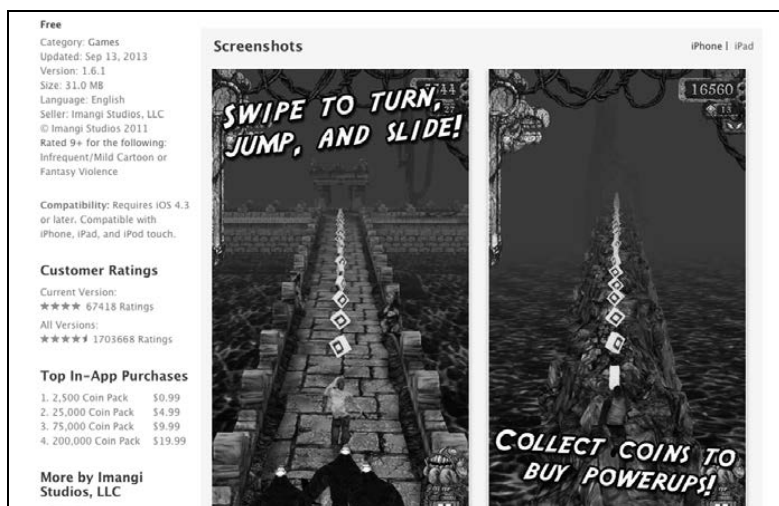 Free
Category: Games
Updated: Sep 13, 2013
Version: 1.6.1
Size: 31.0 MB
Language: English
Seller: Imangi Studios, LLC
© Imangi Studios 2011
Rated 9+ for the following:
Infrequent/Mild Cartoon or
Fantasy Violence
Compatibility: Requires iOS 4.3
or later. Compatible with
iPhone, iPad, and iPod touch.
Customer Ratings
Current Version:
67418 Ratings
All Versions:
1703668 Ratings
Top In-App Purchases
1. 2,500 Coin Pack $0.99
2. 25,000 Coin Pack $4.99
3. 75,000 Coin Pack $9.99
4. 200,000 Coin Pack $19.99
More by Imangi
Studios, LLC
Screenshots
iPhone | iPad
SWIPE TO TURN,
JUMP, AND SLIDE!
16560
13
COLLECT COINS TO
BUY POWERUPS!